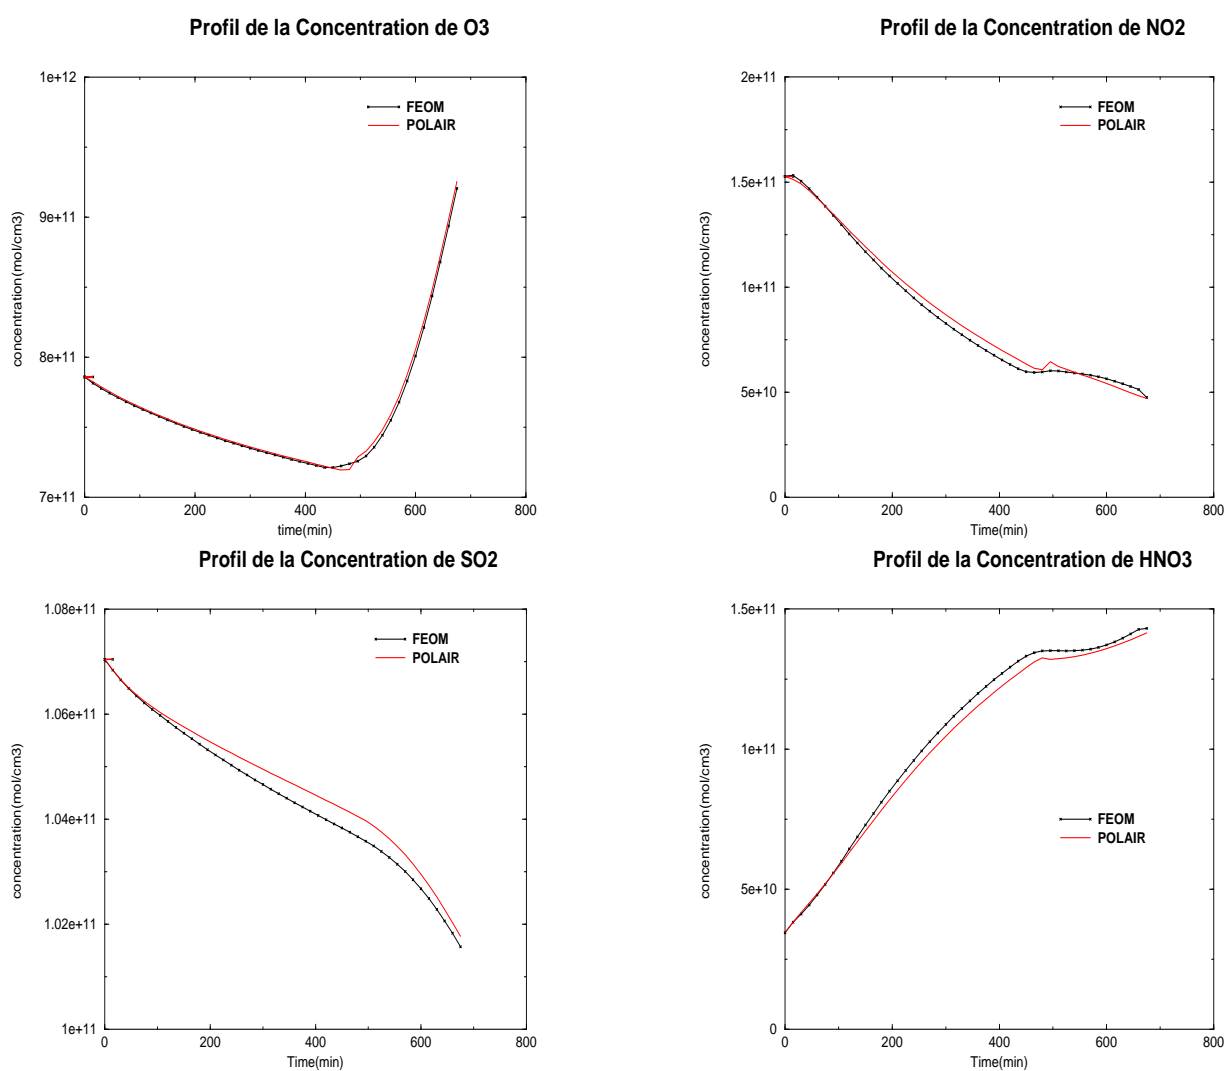 Profil de la Concentration de O3
1e+12
9e+11
8e+11
7e+11
concentration(mol/cm3)
FEOM
POLAIR
0 200 400 600 800
time(min)
Profil de la Concentration de NO2
2e+11
1.5e+11
1e+11
5e+10
0
concentration(mol/cm3)
FEOM
POLAIR
0 200 400 600 800
Time(min)
Profil de la Concentration de SO2
1.08e+11
1.06e+11
1.04e+11
1.02e+11
1e+11
concentration(mol/cm3)
FEOM
POLAIR
0 200 400 600 800
Time(min)
Profil de la Concentration de HNO3
1.5e+11
1e+11
5e+10
0
concentration(mol/cm3)
FEOM
POLAIR
0 200 400 600 800
Time(min)